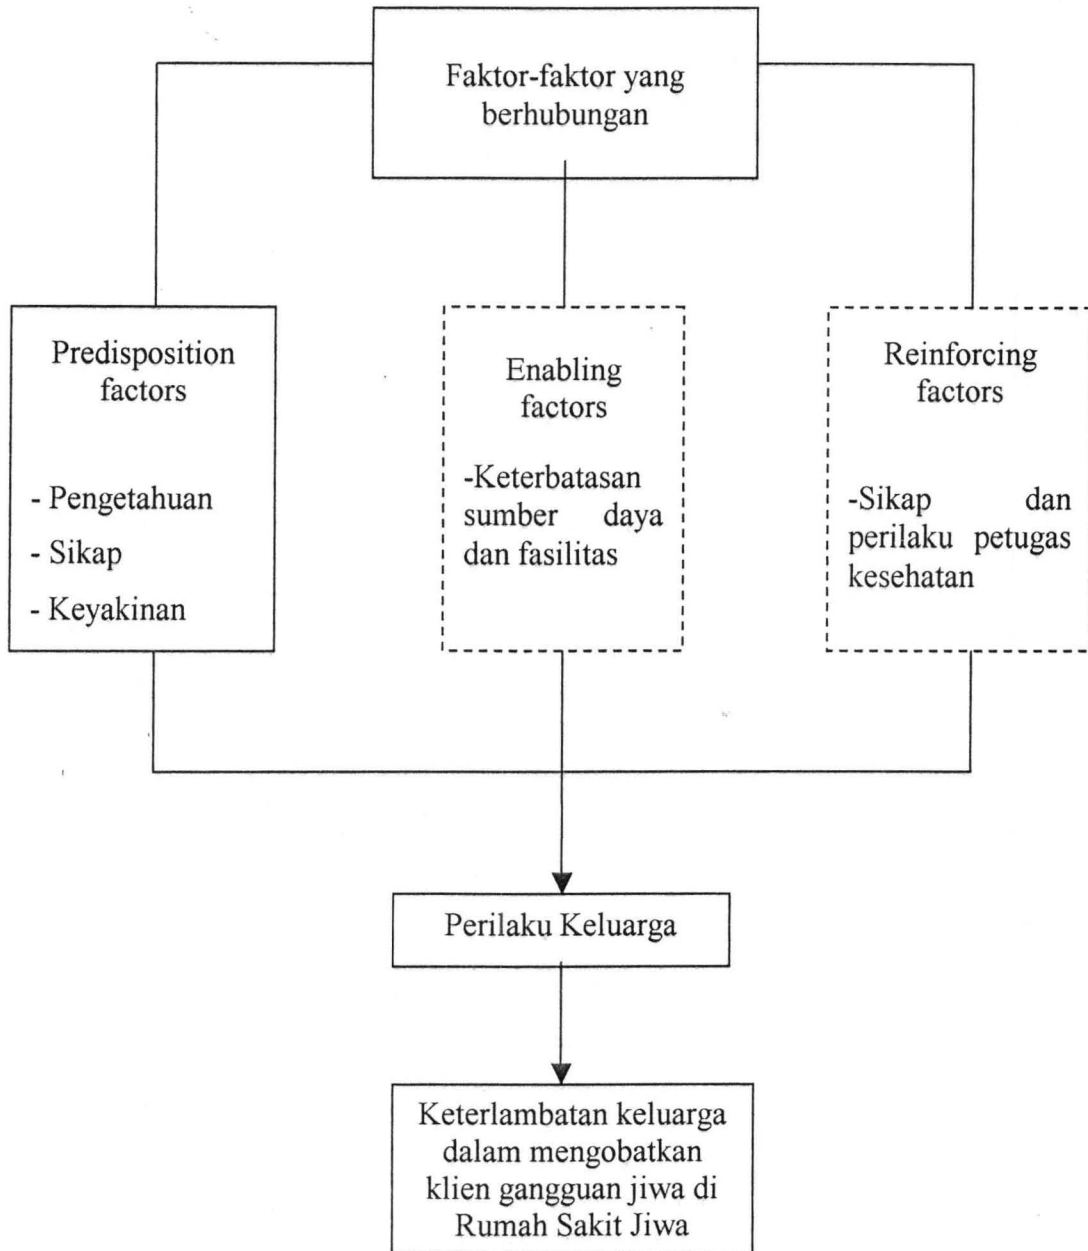 Faktor-faktor yang
berhubungan
Predisposition
factors
- Pengetahuan
- Sikap
- Keyakinan
Enabling
factors
-Keterbatasan
sumber daya
dan fasilitas
Reinforcing
factors
-Sikap dan
perilaku petugas
kesehatan
Perilaku Keluarga
Keterlambatan keluarga
dalam mengobatkan
klien gangguan jiwa di
Rumah Sakit Jiwa